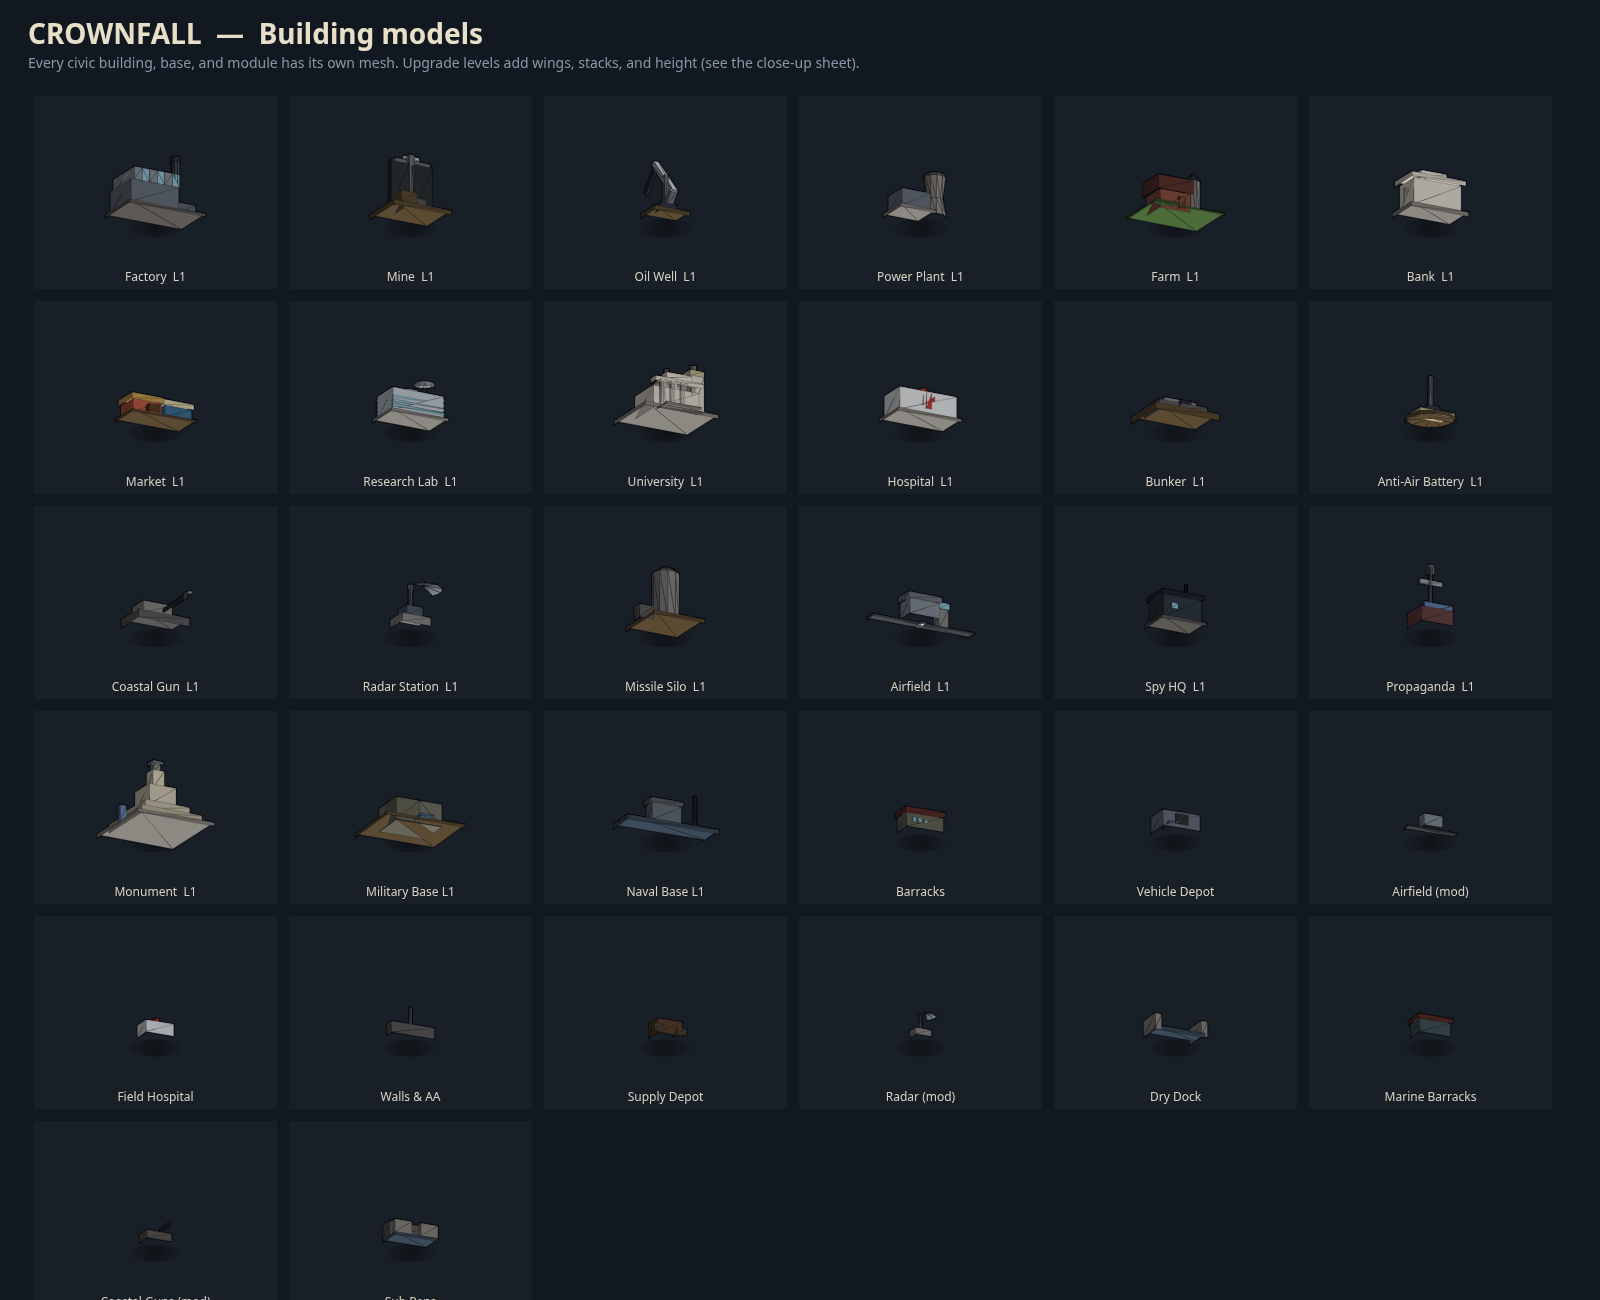 CROWNFALL — Building models
Every civic building, base, and module has its own mesh. Upgrade levels add wings, stacks, and height (see the close-up sheet).
Factory L1
Mine L1
Oil Well L1
Power Plant L1
Farm L1
Bank L1
Market L1
Research Lab L1
University L1
Hospital L1
Bunker L1
Anti-Air Battery L1
Coastal Gun L1
Radar Station L1
Missile Silo L1
Airfield L1
Spy HQ L1
Propaganda L1
Monument L1
Military Base L1
Naval Base L1
Barracks
Vehicle Depot
Airfield (mod)
Field Hospital
Walls & AA
Supply Depot
Radar (mod)
Dry Dock
Marine Barracks
Coastal Guns (mod)
Sub Pens